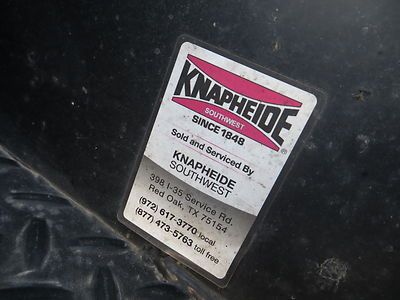 KNAPHEIDE®
SOUTHWEST
SINCE 1848
Sold and Serviced By
KNAPHEIDE
SOUTHWEST
398 I-35 Service Rd.
Red Oak, TX 75154
(972) 617-3770 local
(877) 473-5763 toll free